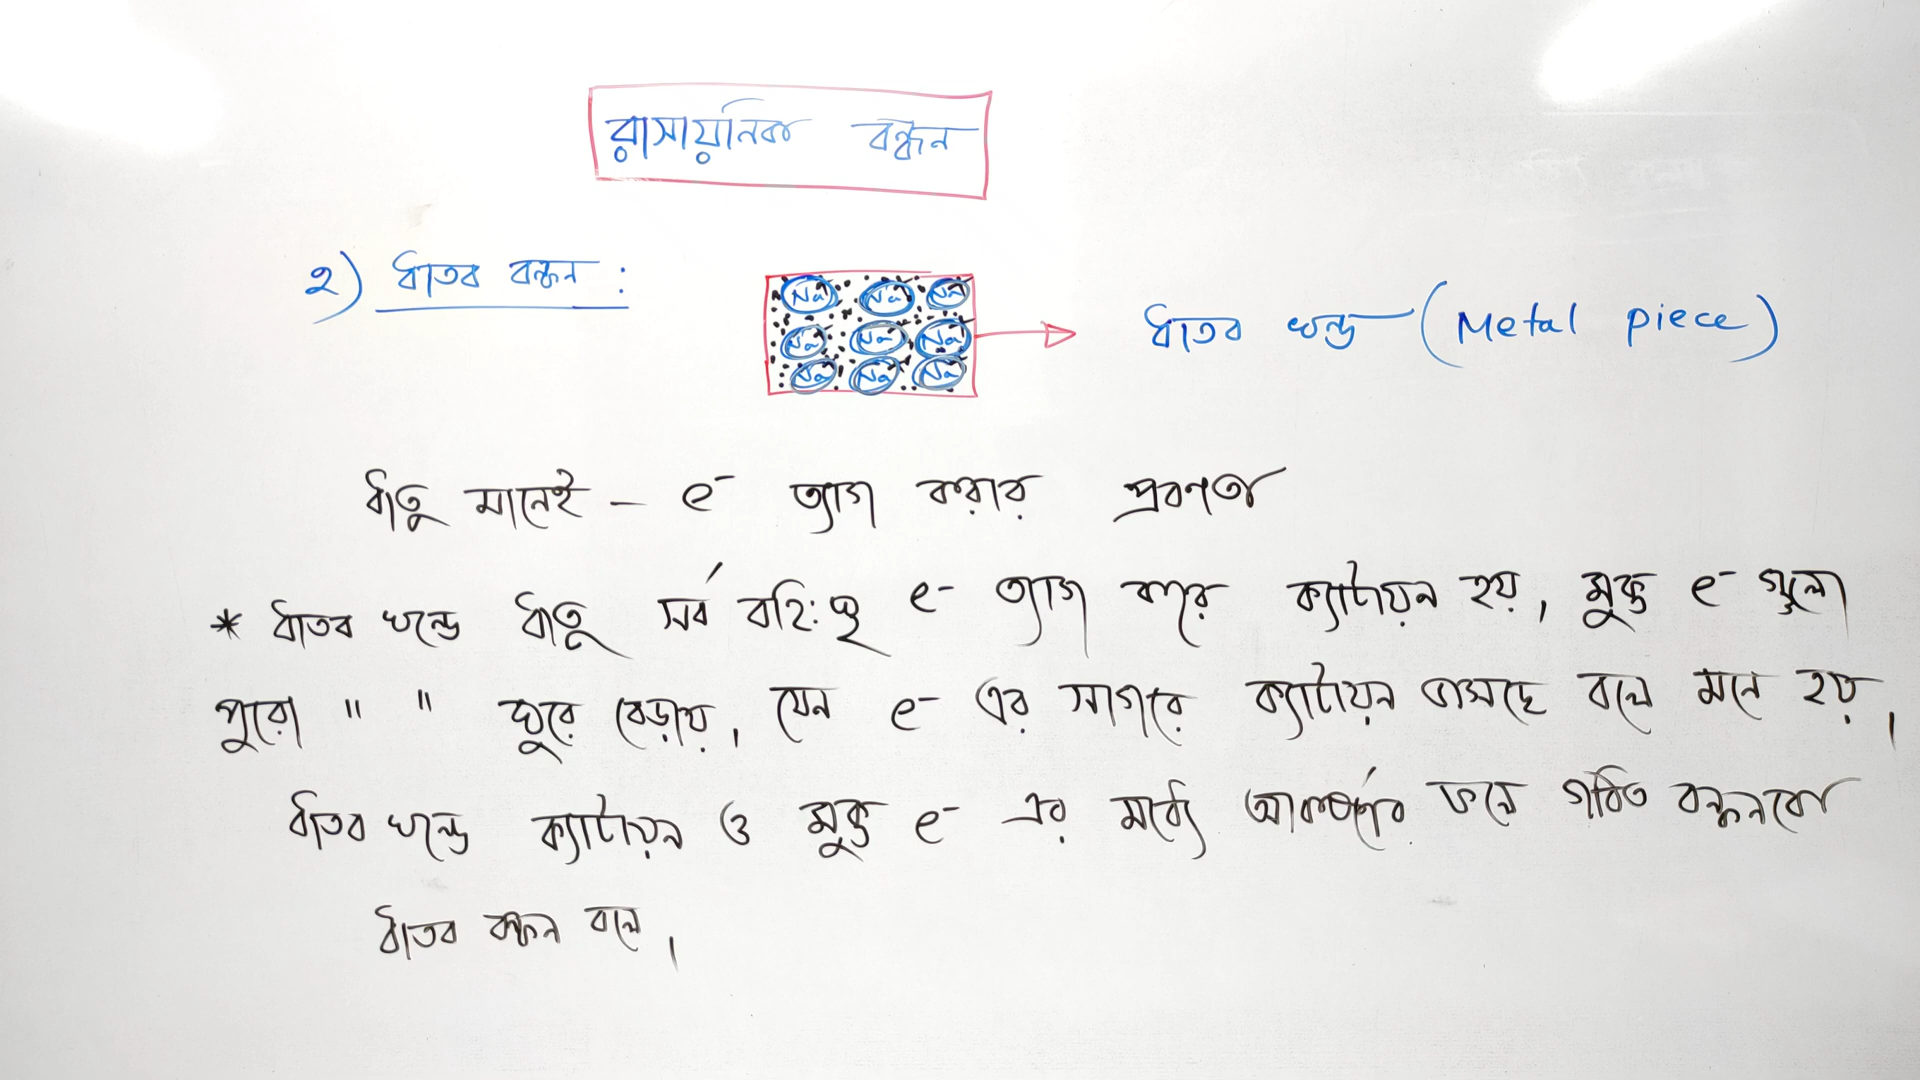 রাসায়নিক বন্ধন
২) ধাতব বন্ধন :
Na Na Na
Na Na Na
Na Na Na
ধাতব খন্ড (Metal piece)
ধাতু মানেই - e⁻ ত্যাগ করার প্রবণতা
* ধাতব খন্ডে ধাতু সর্ব বহিঃস্থ e⁻ ত্যাগ করে ক্যাটায়ন হয়, মুক্ত e⁻ গুলো
পুরো " " ঘুরে বেড়ায়, যেন e⁻ এর সাগরে ক্যাটায়ন ভাসছে বলে মনে হয়।
ধাতব খন্ডে ক্যাটায়ন ও মুক্ত e⁻ এর মধ্যে আকর্ষণের ফলে গঠিত বন্ধনকে
ধাতব বন্ধন বলে।